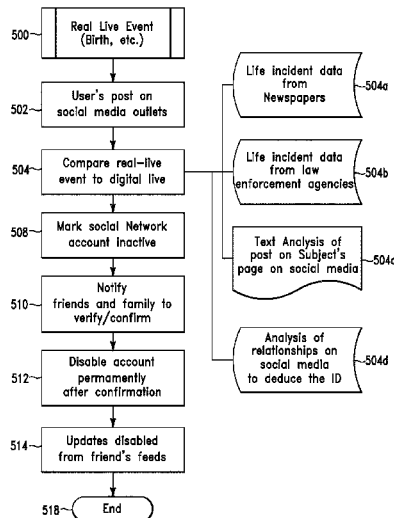 500
Real Live Event
(Birth, etc.)
502
User's post on
social media outlets
504
Compare real-live
event to digital live
508
Mark social Network
account inactive
510
Notify
friends and family to
verify/confirm
512
Disable account
permamently
after confirmation
514
Updates disabled
from friend's feeds
518
End
Life incident data
from
Newspapers
504a
Life incident data
from law
enforcement agencies
504b
Text Analysis of
post on Subject's
page on social media
504c
Analysis of
relationships on
social media
to deduce the ID
504d